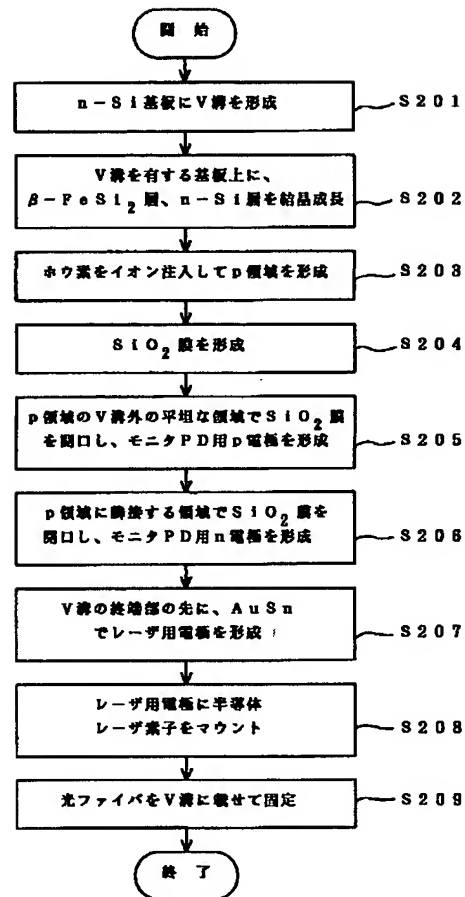 開 始
n-Si基板にV溝を形成
S201
V溝を有する基板上に、
β-FeSi₂層、n-Si層を結晶成長
S202
ホウ素をイオン注入してp領域を形成
S203
SiO₂膜を形成
S204
p領域のV溝外の平坦な領域でSiO₂膜
を開口し、モニタPD用p電極を形成
S205
p領域に隣接する領域でSiO₂膜を
開口し、モニタPD用n電極を形成
S206
V溝の終端部の先に、AuSn
でレーザ用電極を形成
S207
レーザ用電極に半導体
レーザ素子をマウント
S208
光ファイバをV溝に載せて固定
S209
終 了